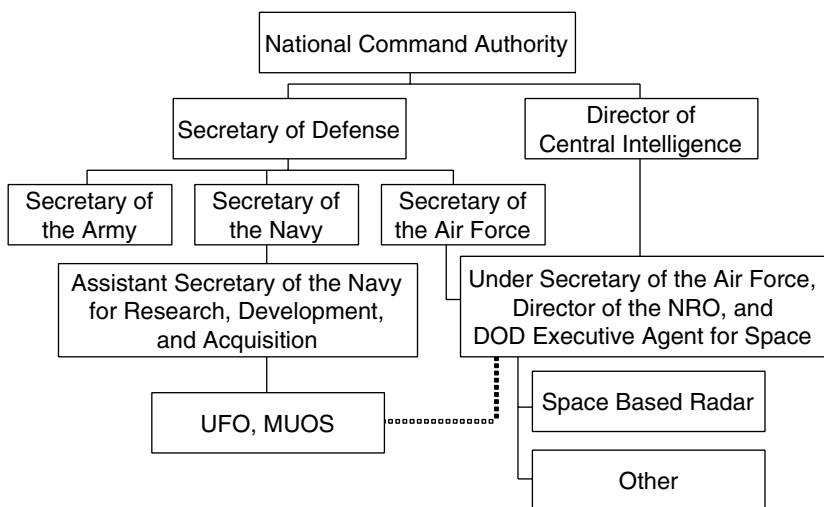 National Command Authority
Secretary of Defense
Director of
Central Intelligence
Secretary of
the Army
Secretary of
the Navy
Secretary of
the Air Force
Assistant Secretary of the Navy
for Research, Development,
and Acquisition
Under Secretary of the Air Force,
Director of the NRO, and
DOD Executive Agent for Space
UFO, MUOS
Space Based Radar
Other